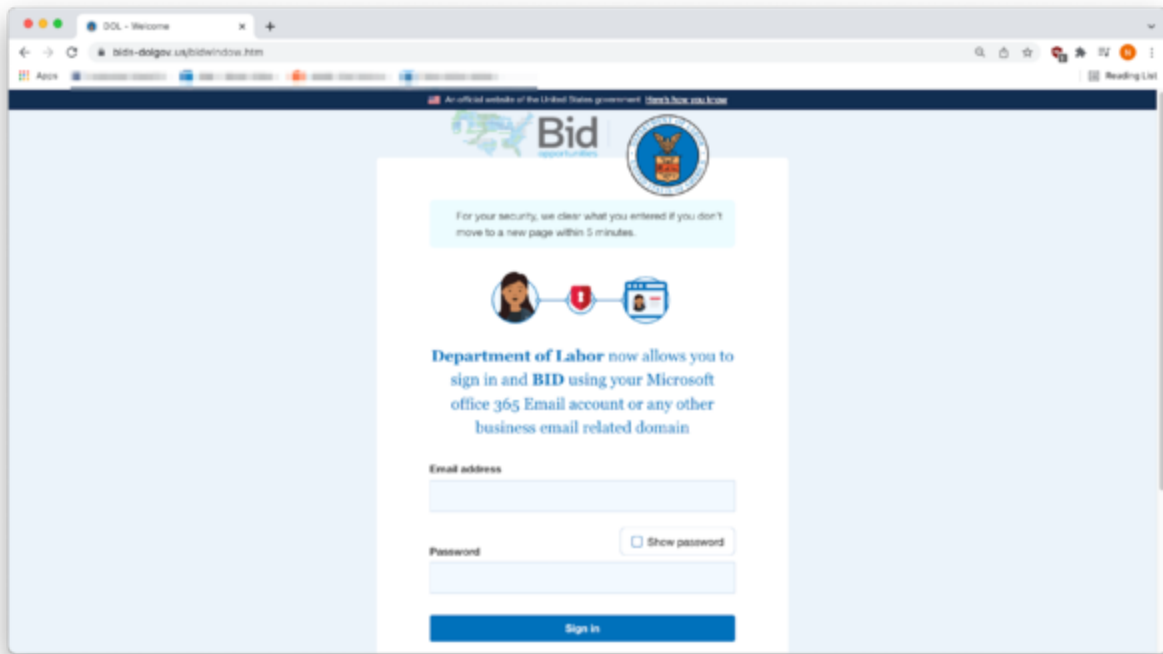 DOL - Welcome
bids-dolgov.us/bidwindow.htm
Apps
Reading List
An official website of the United States government Here's how you know
Bid
opportunities
For your security, we clear what you entered if you don't
move to a new page within 5 minutes.
Department of Labor now allows you to
sign in and BID using your Microsoft
office 365 Email account or any other
business email related domain
Email address
Show password
Password
Sign in